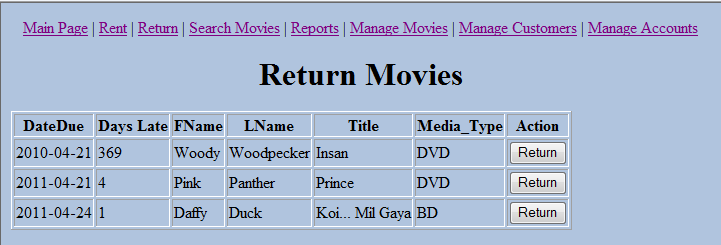 Main Page | Rent | Return | Search Movies | Reports | Manage Movies | Manage Customers | Manage Accounts
Return Movies
DateDue Days Late FName LName Title Media_Type Action
2010-04-21 369 Woody Woodpecker Insan DVD Return
2011-04-21 4 Pink Panther Prince DVD Return
2011-04-24 1 Daffy Duck Koi... Mil Gaya BD Return